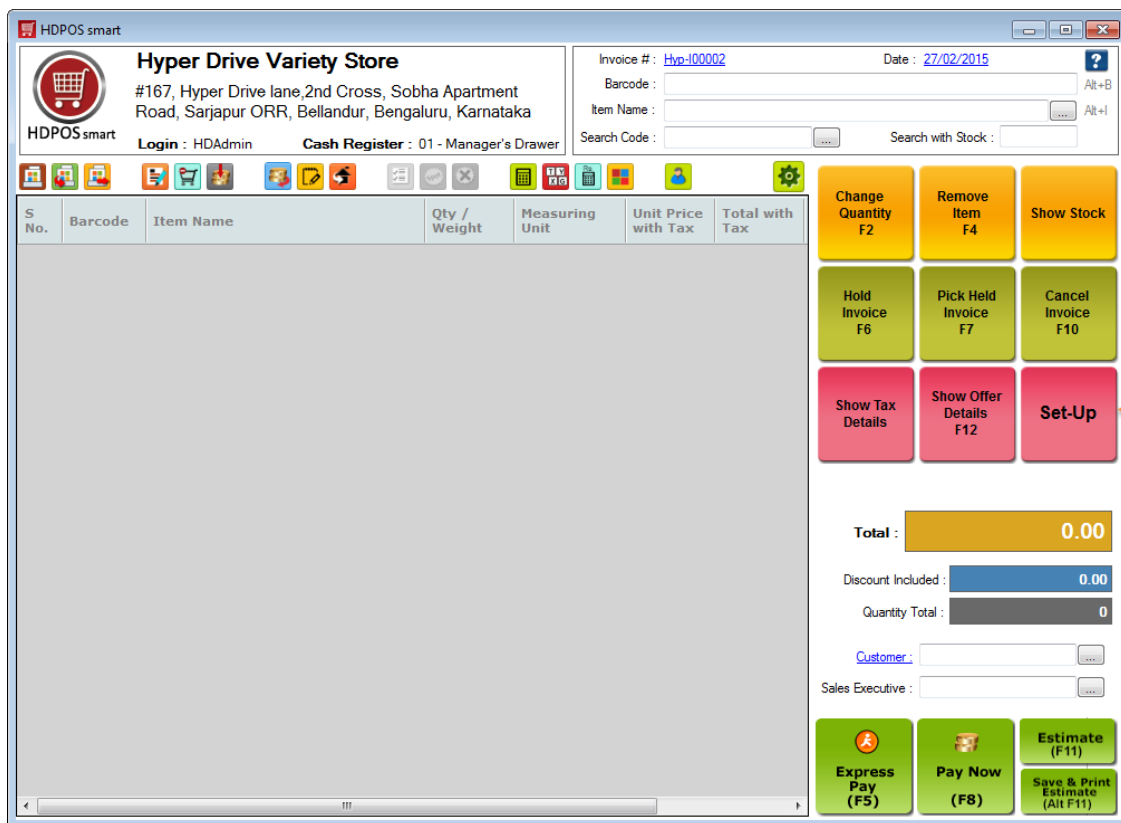 HDPOS smart
Hyper Drive Variety Store
#167, Hyper Drive lane,2nd Cross, Sobha Apartment
Road, Sarjapur ORR, Bellandur, Bengaluru, Karnataka
HDPOS smart
Login : HDAdmin Cash Register : 01 - Manager's Drawer
Invoice # : Hyp-I00002 Date : 27/02/2015 ?
Barcode : Alt+B
Item Name : ... Alt+I
Search Code : ... Search with Stock :
S
No.
Barcode
Item Name
Qty /
Weight
Measuring
Unit
Unit Price
with Tax
Total with
Tax
Change
Quantity
F2
Remove
Item
F4
Show Stock
Hold
Invoice
F6
Pick Held
Invoice
F7
Cancel
Invoice
F10
Show Tax
Details
Show Offer
Details
F12
Set-Up
Total : 0.00
Discount Included : 0.00
Quantity Total : 0
Customer : ...
Sales Executive : ...
Express
Pay
(F5)
Pay Now
(F8)
Estimate
(F11)
Save & Print
Estimate
(Alt F11)